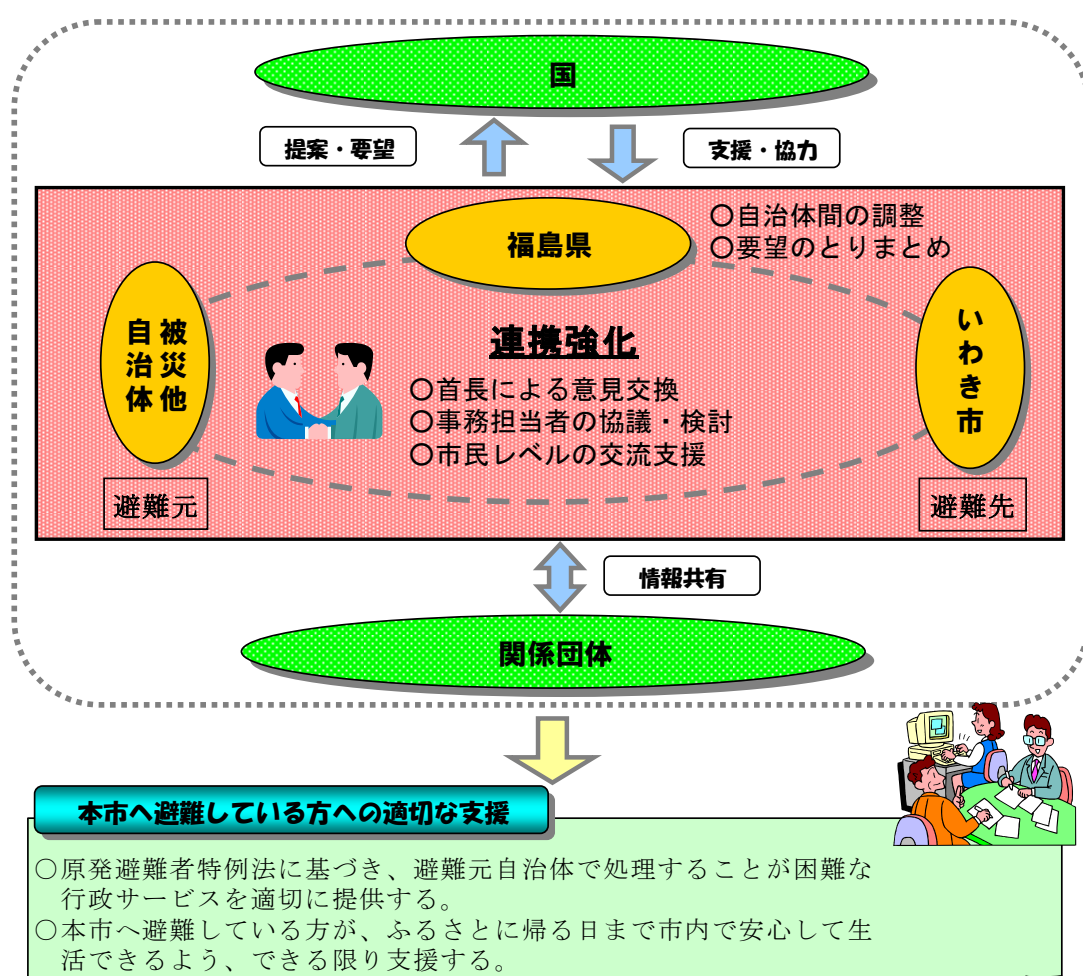 国
提案・要望
支援・協力
福島県
〇自治体間の調整
〇要望のとりまとめ
被災他
自治体
連携強化
〇首長による意見交換
〇事務担当者の協議・検討
〇市民レベルの交流支援
いわき市
避難元
避難先
情報共有
関係団体
本市へ避難している方への適切な支援
〇原発避難者特例法に基づき、避難元自治体で処理することが困難な
行政サービスを適切に提供する。
〇本市へ避難している方が、ふるさとに帰る日まで市内で安心して生
活できるよう、できる限り支援する。